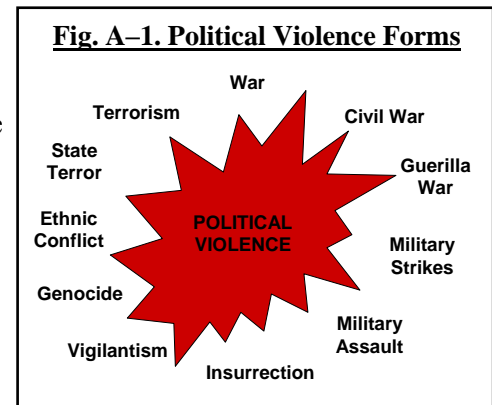 Fig. A–1. Political Violence Forms
War
Terrorism
Civil War
State
Terror
Guerilla
War
Ethnic
Conflict
POLITICAL
VIOLENCE
Military
Strikes
Genocide
Military
Assault
Vigilantism
Insurrection